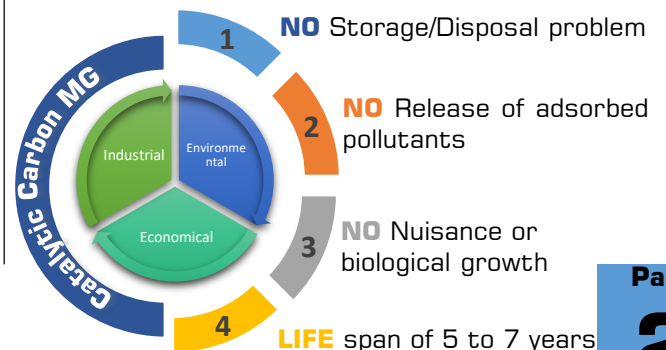 Catalytic Carbon MG
Industrial
Environme
ntal
Economical
1
NO Storage/Disposal problem
2
NO Release of adsorbed
pollutants
3
NO Nuisance or
biological growth
4
LIFE span of 5 to 7 years
Pa